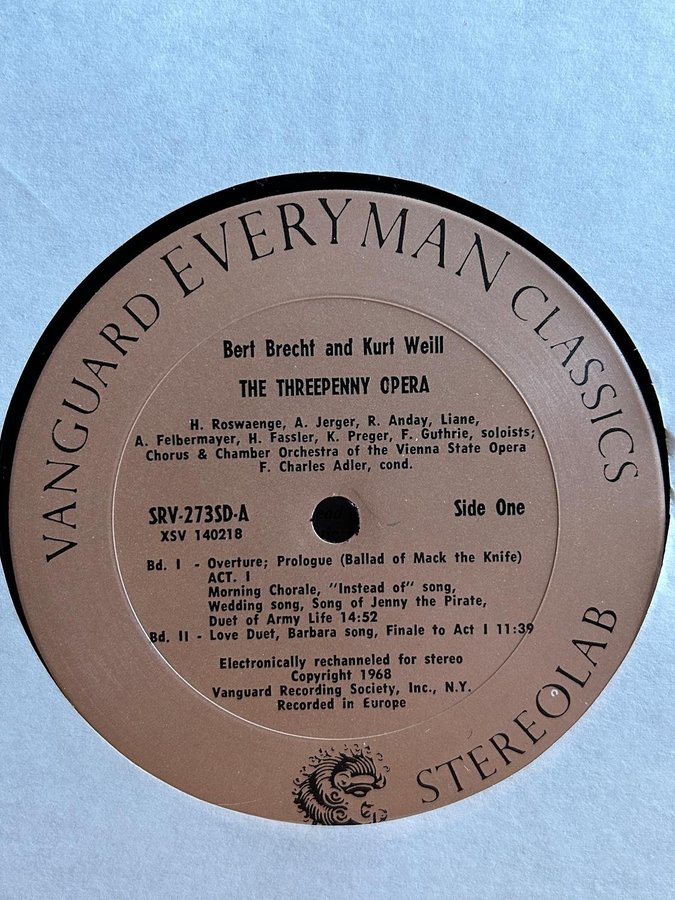 VANGUARD EVERYMAN CLASSICS
Bert Brecht and Kurt Weill
THE THREEPENNY OPERA
H. Roswaenge, A. Jerger, R. Anday, Liane,
A. Felbermayer, H. Fassler, K. Preger, F. Guthrie, soloists;
Chorus & Chamber Orchestra of the Vienna State Opera
F. Charles Adler, cond.
SRV-273SD-A Side One
XSV 140218
Bd. I - Overture; Prologue (Ballad of Mack the Knife)
ACT. I
Morning Chorale, "Instead of" song,
Wedding song, Song of Jenny the Pirate,
Duet of Army Life 14:52
Bd. II - Love Duet, Barbara song, Finale to Act I 11:39
Electronically rechanneled for stereo
Copyright 1968
Vanguard Recording Society, Inc., N.Y.
Recorded in Europe
STEREOLAB